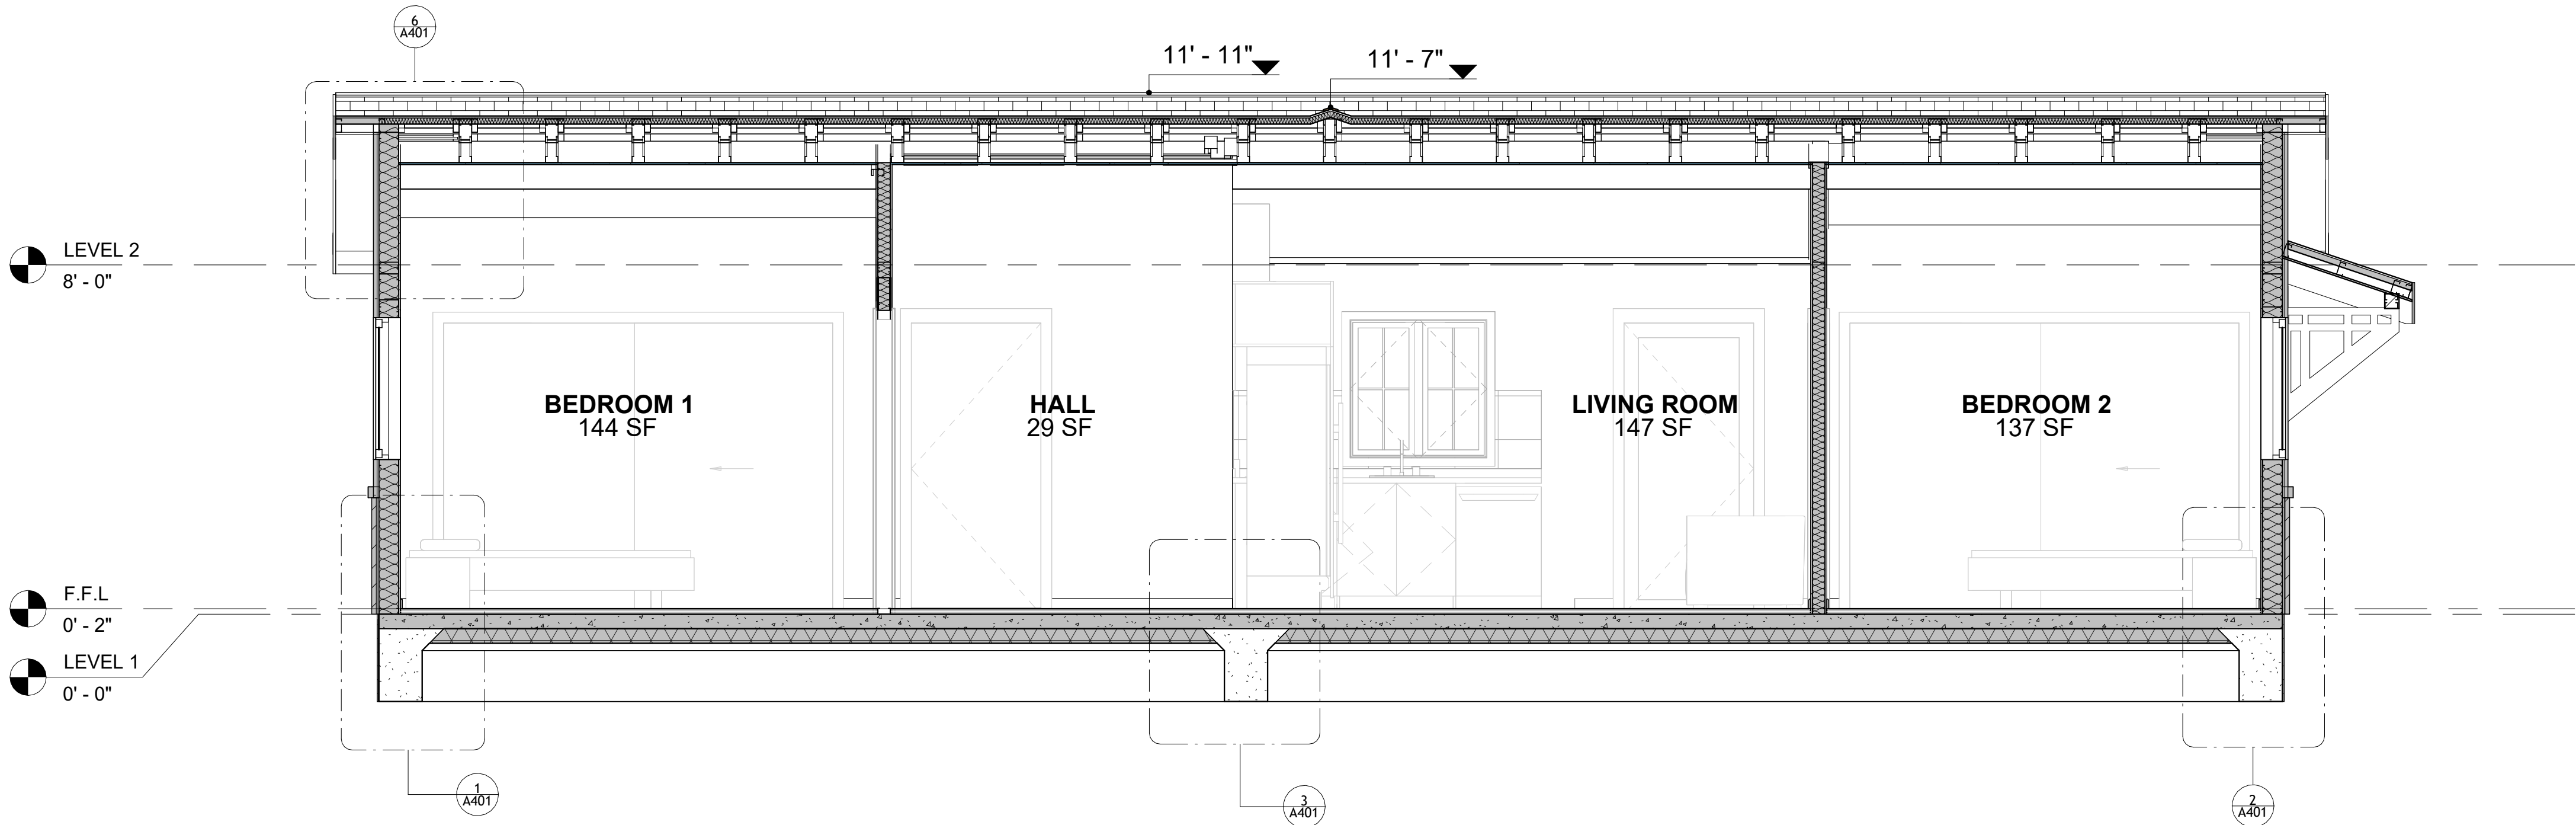 6
A401
11' - 11"
11' - 7"
LEVEL 2
8' - 0"
BEDROOM 1
144 SF
HALL
29 SF
LIVING ROOM
147 SF
BEDROOM 2
137 SF
F.F.L
0' - 2"
LEVEL 1
0' - 0"
1
A401
3
A401
2
A401